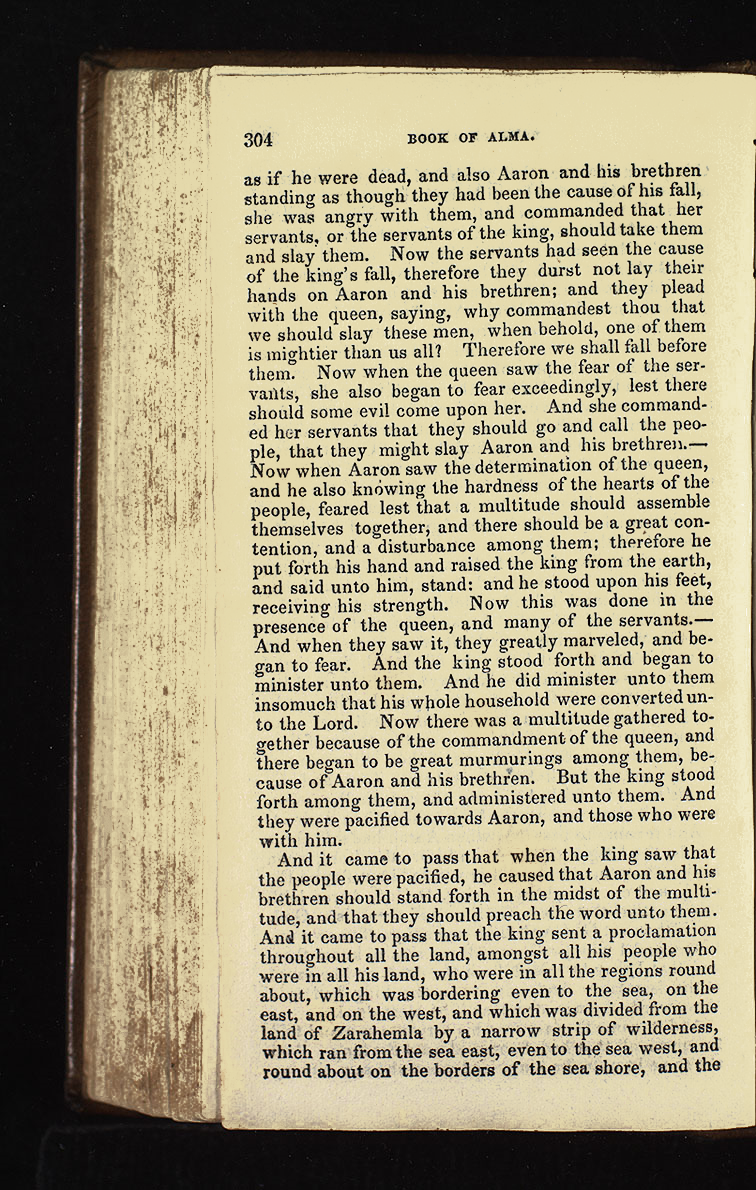 304 BOOK OF ALMA.
as if he were dead, and also Aaron and his brethren
standing as though they had been the cause of his fall,
she was angry with them, and commanded that her
servants, or the servants of the king, should take them
and slay them. Now the servants had seen the cause
of the king's fall, therefore they durst not lay their
hands on Aaron and his brethren; and they plead
with the queen, saying, why commandest thou that
we should slay these men, when behold, one of them
is mightier than us all? Therefore we shall fall before
them. Now when the queen saw the fear of the ser-
vants, she also began to fear exceedingly, lest there
should some evil come upon her. And she command-
ed her servants that they should go and call the peo-
ple, that they might slay Aaron and his brethren.—
Now when Aaron saw the determination of the queen,
and he also knowing the hardness of the hearts of the
people, feared lest that a multitude should assemble
themselves together, and there should be a great con-
tention, and a disturbance among them; therefore he
put forth his hand and raised the king from the earth,
and said unto him, stand: and he stood upon his feet,
receiving his strength. Now this was done in the
presence of the queen, and many of the servants.—
And when they saw it, they greatly marveled, and be-
gan to fear. And the king stood forth and began to
minister unto them. And he did minister unto them
insomuch that his whole household were converted un-
to the Lord. Now there was a multitude gathered to-
gether because of the commandment of the queen, and
there began to be great murmurings among them, be-
cause of Aaron and his brethren. But the king stood
forth among them, and administered unto them. And
they were pacified towards Aaron, and those who were
with him.
And it came to pass that when the king saw that
the people were pacified, he caused that Aaron and his
brethren should stand forth in the midst of the multi-
tude, and that they should preach the word unto them.
And it came to pass that the king sent a proclamation
throughout all the land, amongst all his people who
were in all his land, who were in all the regions round
about, which was bordering even to the sea, on the
east, and on the west, and which was divided from the
land of Zarahemla by a narrow strip of wilderness,
which ran from the sea east, even to the sea west, and
round about on the borders of the sea shore, and the